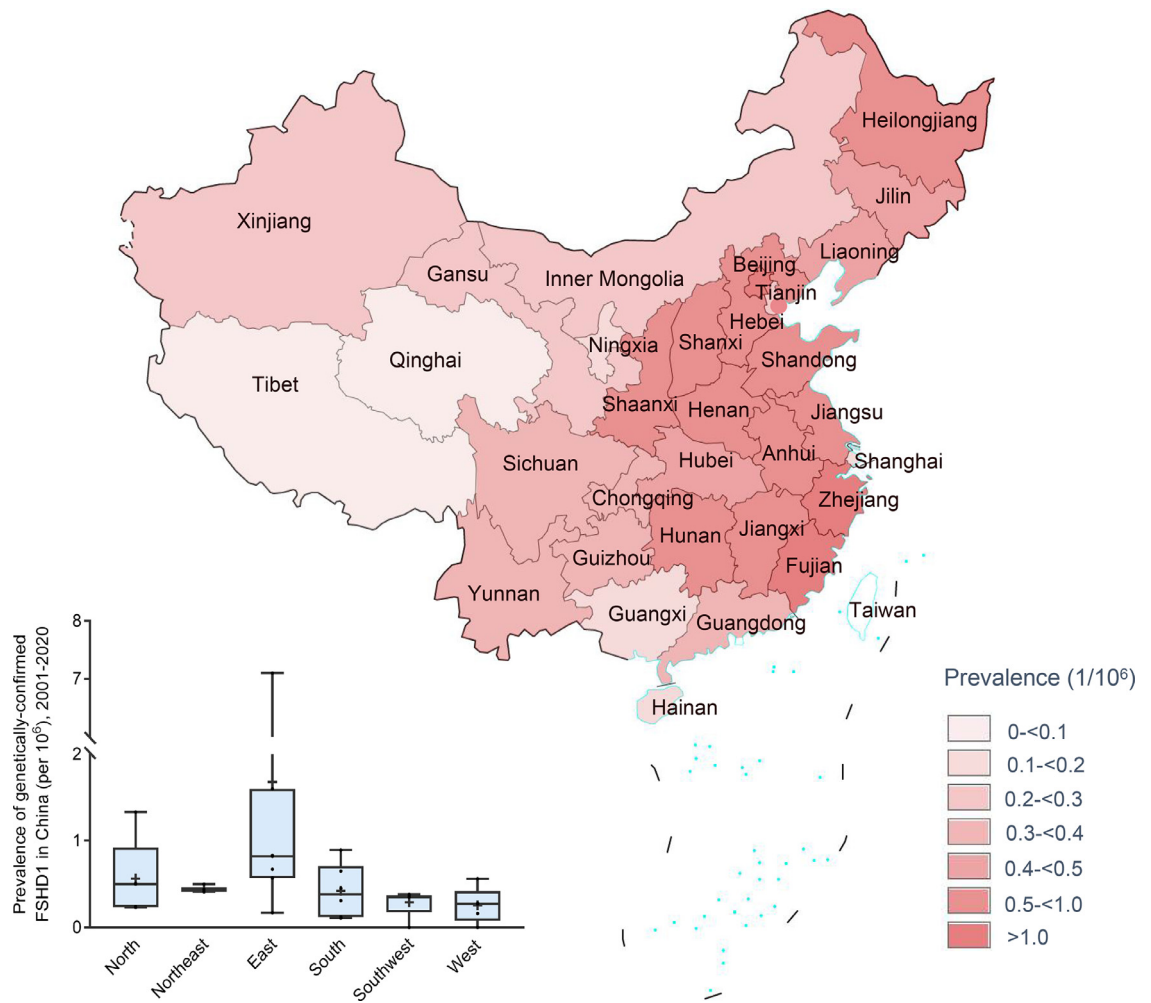 Heilongjiang
Jilin
Xinjiang
Liaoning
Beijing
Gansu
Inner Mongolia
Tianjin
Hebei
Ningxia
Shanxi
Qinghai
Shandong
Tibet
Shaanxi
Henan
Jiangsu
Sichuan
Hubei
Anhui
Shanghai
Chongqing
Zhejiang
Hunan
Jiangxi
Guizhou
Fujian
Yunnan
Guangxi
Guangdong
Taiwan
Hainan
Prevalence of genetically-confirmed
FSHD1 in China (per 10⁶), 2001-2020
8
7
2
1
0
North
Northeast
East
South
Southwest
West
Prevalence (1/10⁶)
0-<0.1
0.1-<0.2
0.2-<0.3
0.3-<0.4
0.4-<0.5
0.5-<1.0
>1.0